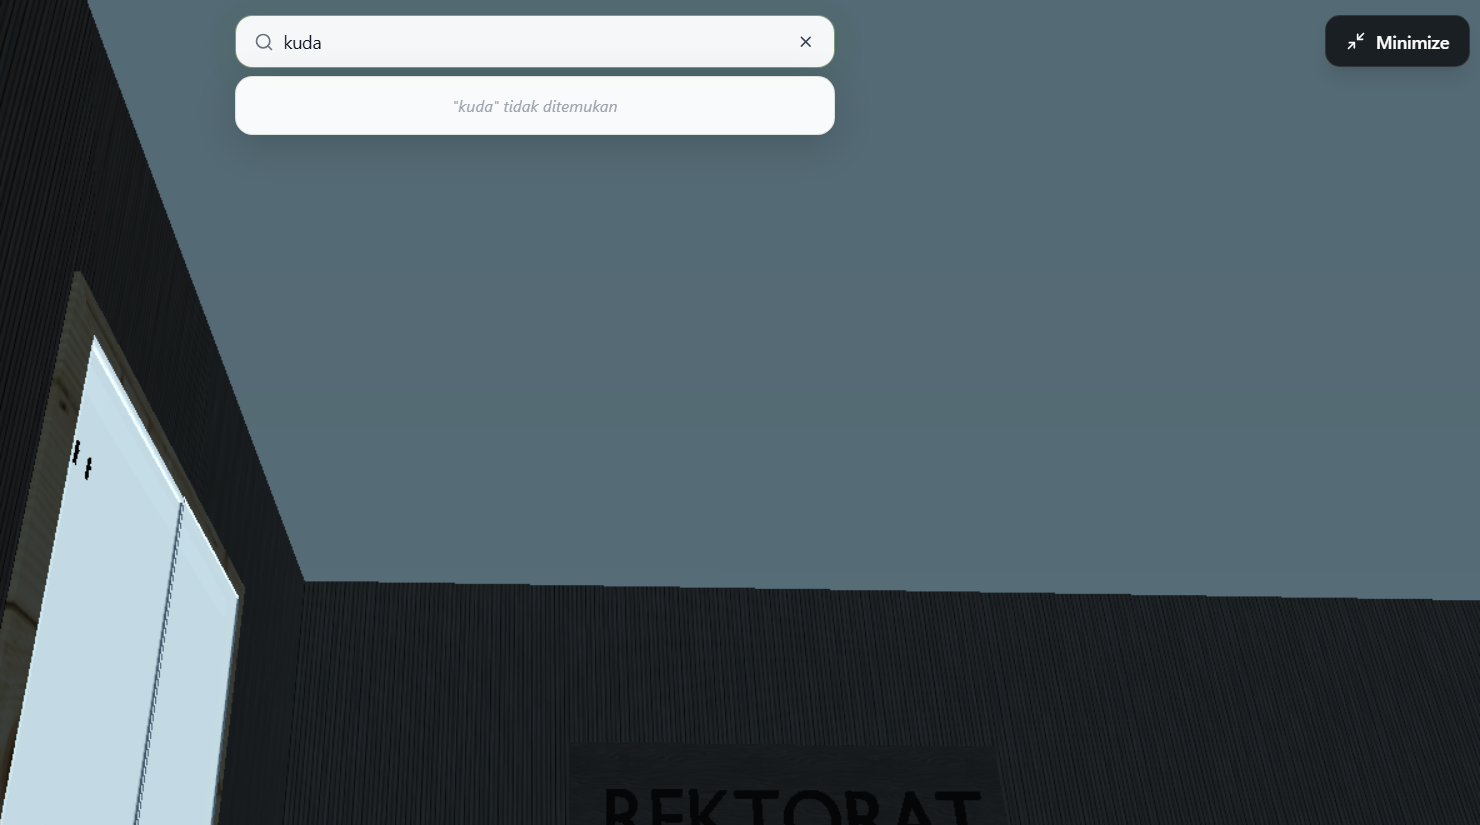 kuda
Minimize
"kuda" tidak ditemukan
REKTORAT